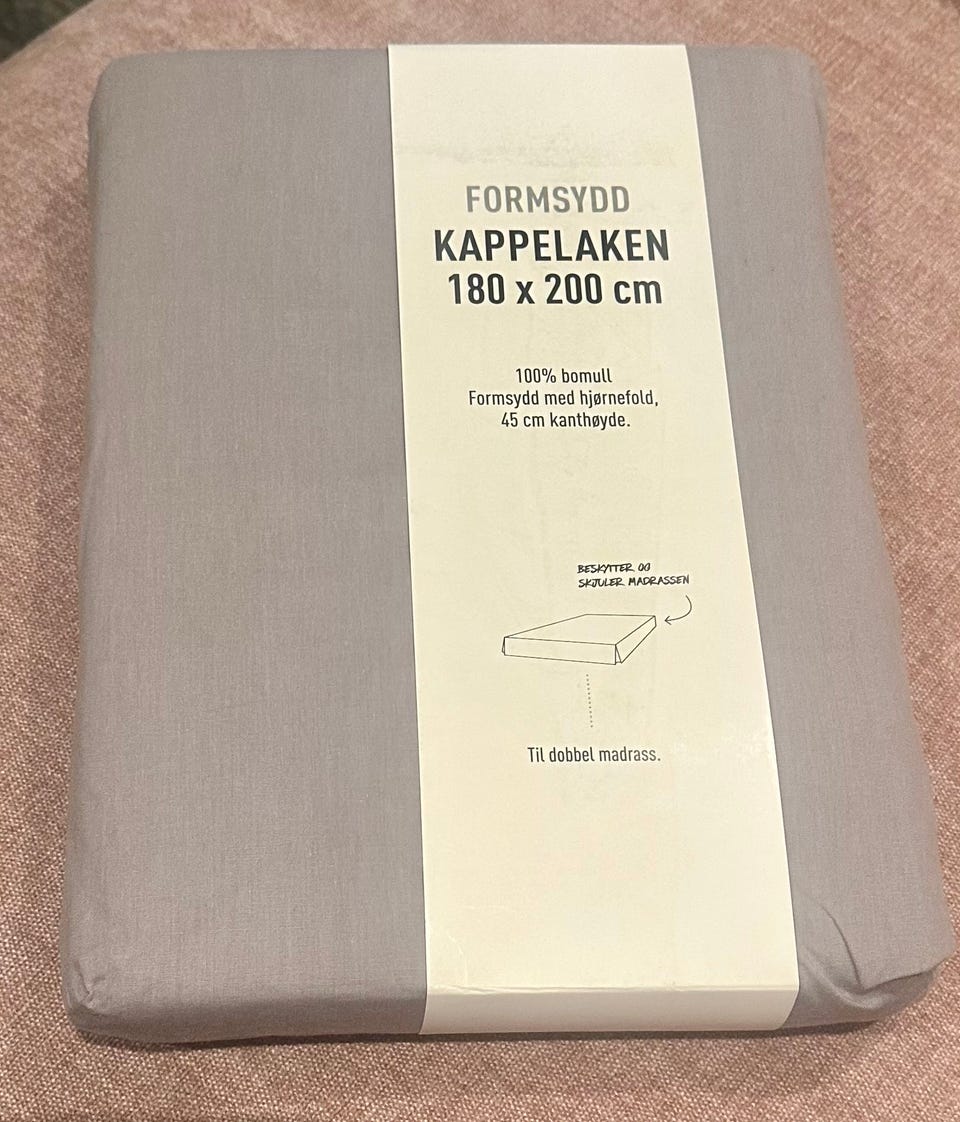 FORMSYDD
KAPPELAKEN
180 x 200 cm
100% bomull
Formsydd med hjørnefold,
45 cm kanthøyde.
BESKYTTER OG
SKJULER MADRASSEN
Til dobbel madrass.